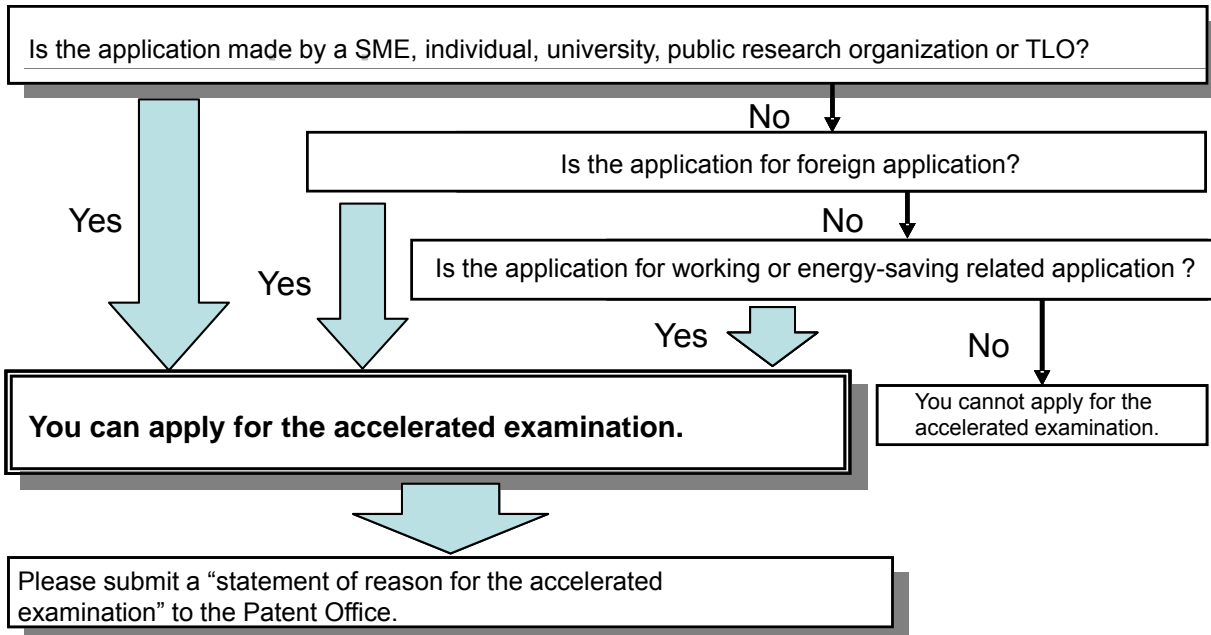 Is the application made by a SME, individual, university, public research organization or TLO?
No
Is the application for foreign application?
Yes
No
Yes
Is the application for working or energy-saving related application ?
Yes
No
You can apply for the accelerated examination.
You cannot apply for the
accelerated examination.
Please submit a “statement of reason for the accelerated
examination” to the Patent Office.